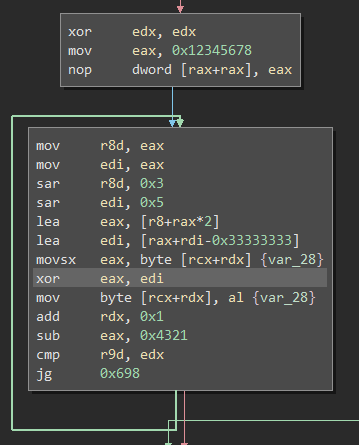 xor edx, edx
mov eax, 0x12345678
nop dword [rax+rax], eax
mov r8d, eax
mov edi, eax
sar r8d, 0x3
sar edi, 0x5
lea eax, [r8+rax*2]
lea edi, [rax+rdi-0x33333333]
movsx eax, byte [rcx+rdx] {var_28}
xor eax, edi
mov byte [rcx+rdx], al {var_28}
add rdx, 0x1
sub eax, 0x4321
cmp r9d, edx
jg 0x698